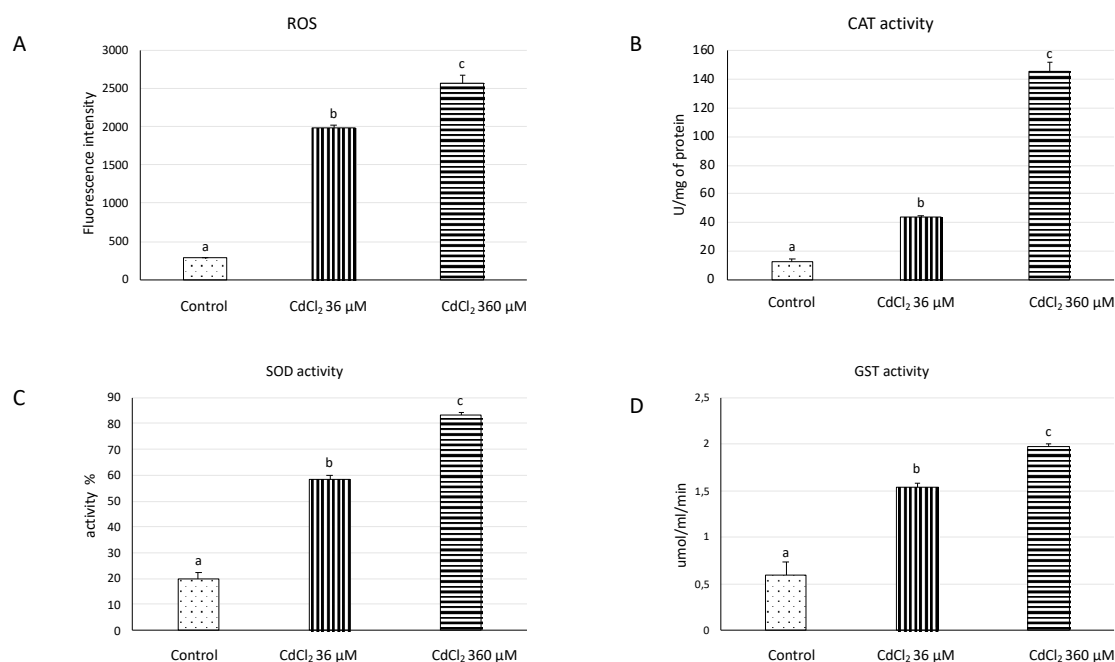 A
ROS
Fluorescence intensity
3000
2500
2000
1500
1000
500
0
a
b
c
Control
CdCl₂ 36 µM
CdCl₂ 360 µM
B
CAT activity
U/mg of protein
160
140
120
100
80
60
40
20
0
a
b
c
Control
CdCl₂ 36 µM
CdCl₂ 360 µM
C
SOD activity
activity %
90
80
70
60
50
40
30
20
10
0
a
b
c
Control
CdCl₂ 36 µM
CdCl₂ 360 µM
D
GST activity
umol/ml/min
2,5
2
1,5
1
0,5
0
a
b
c
Control
CdCl₂ 36 µM
CdCl₂ 360 µM